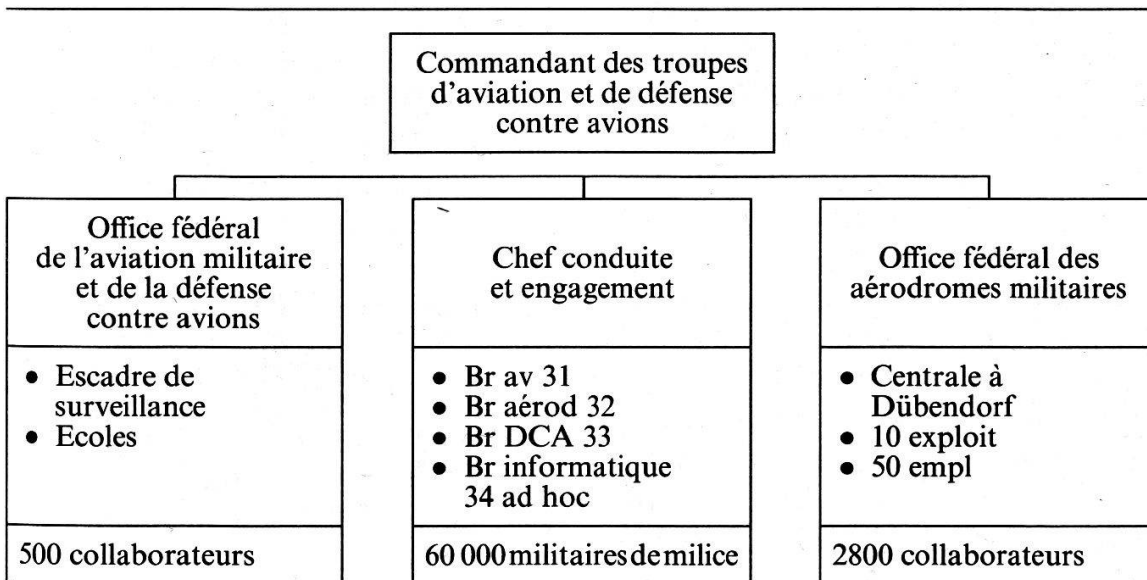 Commandant des troupes
d'aviation et de défense
contre avions
Office fédéral
de l'aviation militaire
et de la défense
contre avions
• Escadre de
surveillance
• Ecoles
500 collaborateurs
Chef conduite
et engagement
• Br av 31
• Br aérod 32
• Br DCA 33
• Br informatique
34 ad hoc
60 000 militaires de milice
Office fédéral des
aérodromes militaires
• Centrale à
Dübendorf
• 10 exploit
• 50 empl
2800 collaborateurs